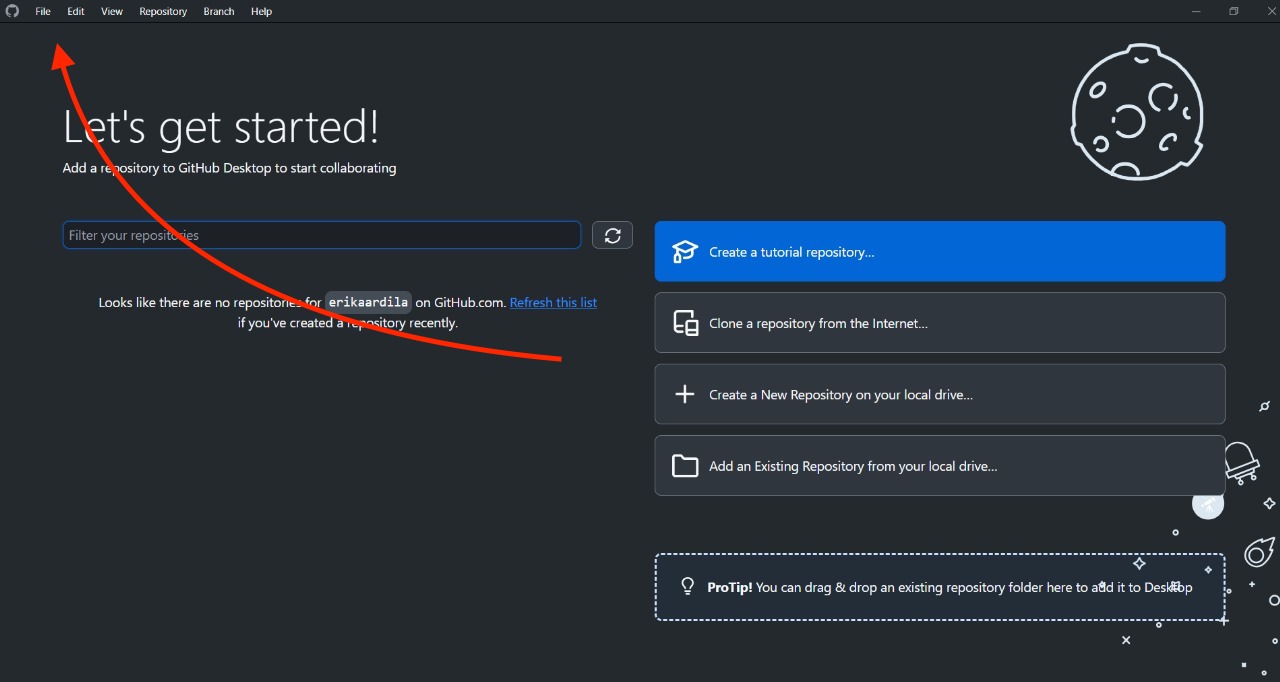 File Edit View Repository Branch Help
Let's get started!
Add a repository to GitHub Desktop to start collaborating
Filter your repositories
Looks like there are no repositories for erikaardila on GitHub.com. Refresh this list
if you've created a repository recently.
Create a tutorial repository...
Clone a repository from the Internet...
Create a New Repository on your local drive...
Add an Existing Repository from your local drive...
ProTip! You can drag & drop an existing repository folder here to add it to Desktop